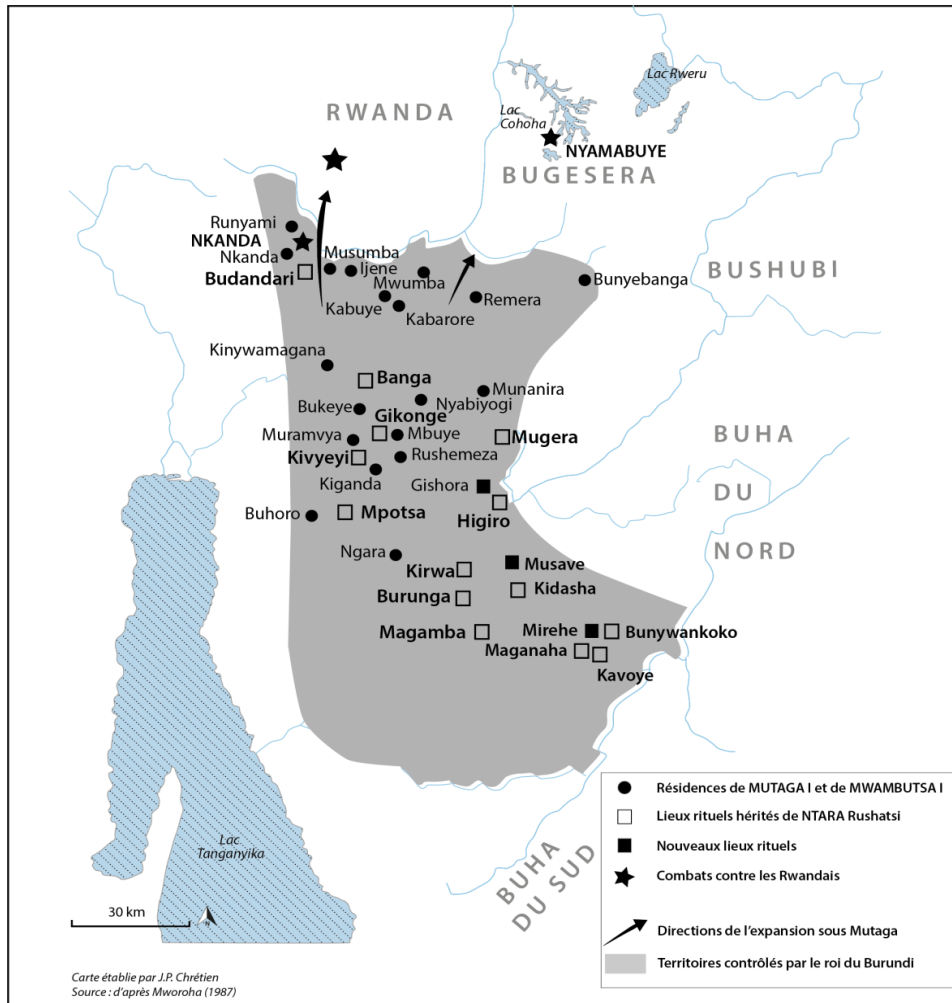 RWANDA
Lac Rweru
Lac
Cohoha
NYAMABUYE
BUGESERA
Runyami
NKANDA
Nkanda
Budandari
Musumba
Ijene
Mwumba
Kabuye
Kabarore
Remera
Bunyebanga
BUSHUBI
Kinywamagana
Banga
Munanira
Bukeye
Nyabiyogi
Gikonge
Muramvya
Mbuye
Mugera
BUHA
Kivyeyi
Rushemeza
Kiganda
Gishora
DU
Buhoro
Mpotsa
Higiro
NORD
Ngara
Kirwa
Musave
Burunga
Kidasha
Magamba
Mirehe
Bunywankoko
Maganaha
Kavoye
Lac
Tanganyika
BUHA
DU SUD
Résidences de MUTAGA I et de MWAMBUTSA I
Lieux rituels hérités de NTARA Rushatsi
Nouveaux lieux rituels
Combats contre les Rwandais
Directions de l'expansion sous Mutaga
Territoires contrôlés par le roi du Burundi
30 km
N
Carte établie par J.P. Chrétien
Source : d'après Mworoha (1987)